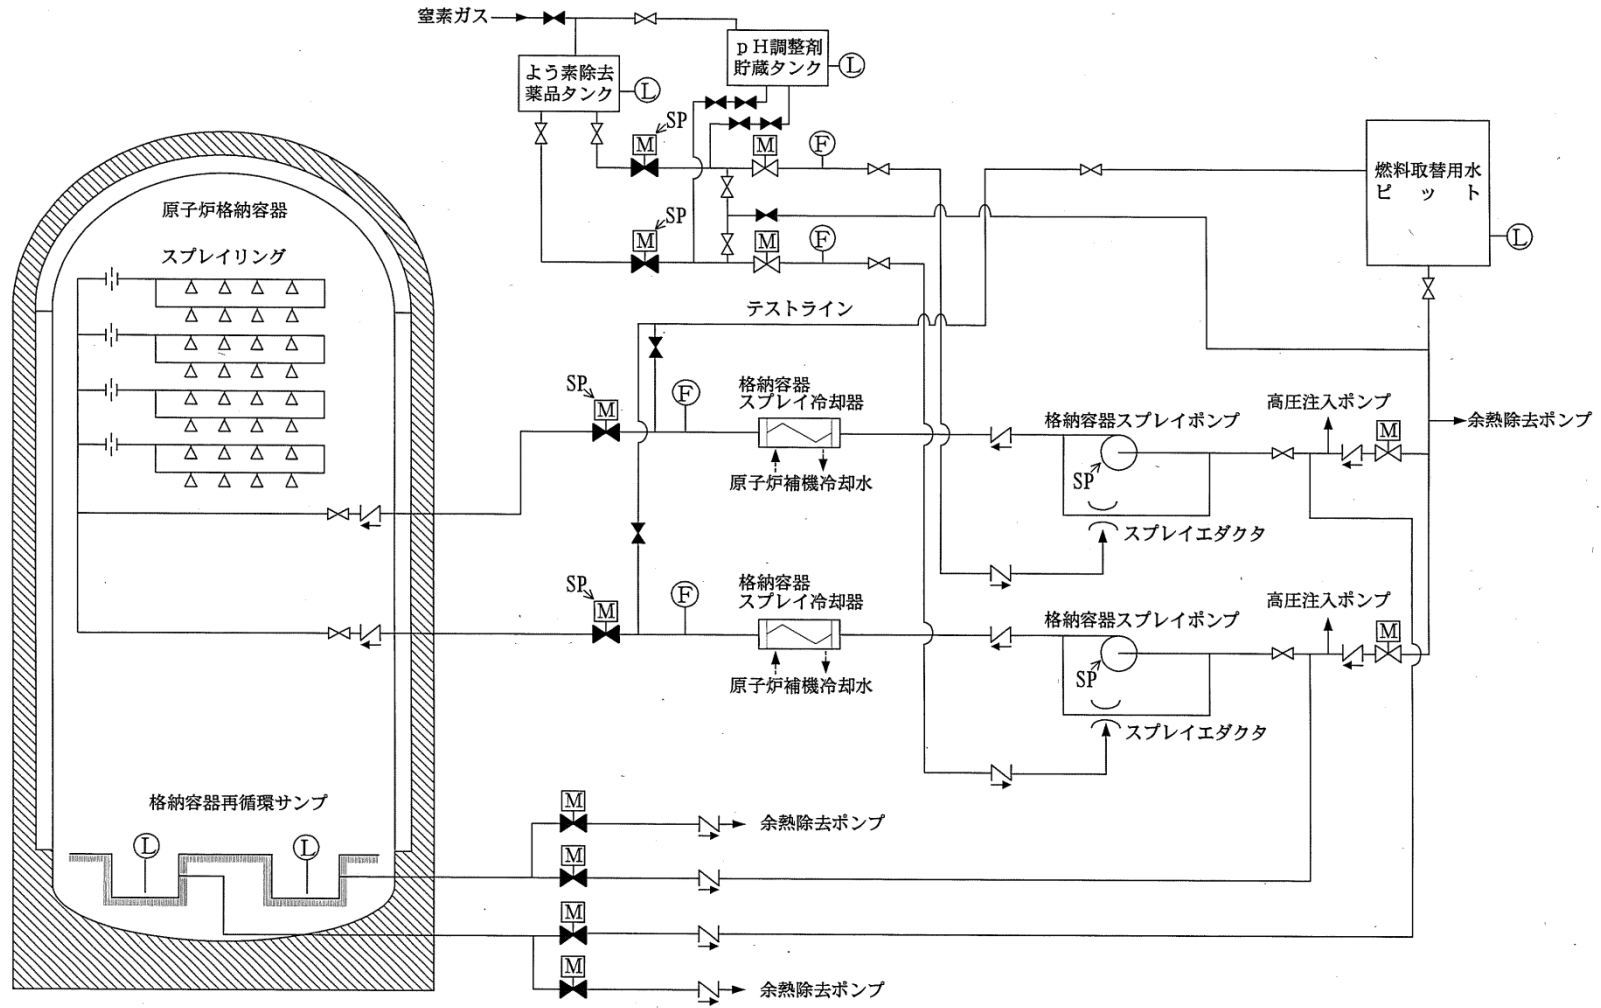 窒素ガス
よう素除去
薬品タンク
L
pH調整剤
貯蔵タンク
L
SP
M
M
F
SP
M
M
F
燃料取替用水
ピット
L
原子炉格納容器
スプレイリング
テストライン
SP
M
F
格納容器
スプレイ冷却器
原子炉補機冷却水
格納容器スプレイポンプ
SP
スプレイエダクタ
高圧注入ポンプ
M
余熱除去ポンプ
SP
M
F
格納容器
スプレイ冷却器
原子炉補機冷却水
格納容器スプレイポンプ
SP
スプレイエダクタ
高圧注入ポンプ
M
格納容器再循環サンプ
L
L
M
余熱除去ポンプ
M
M
M
余熱除去ポンプ